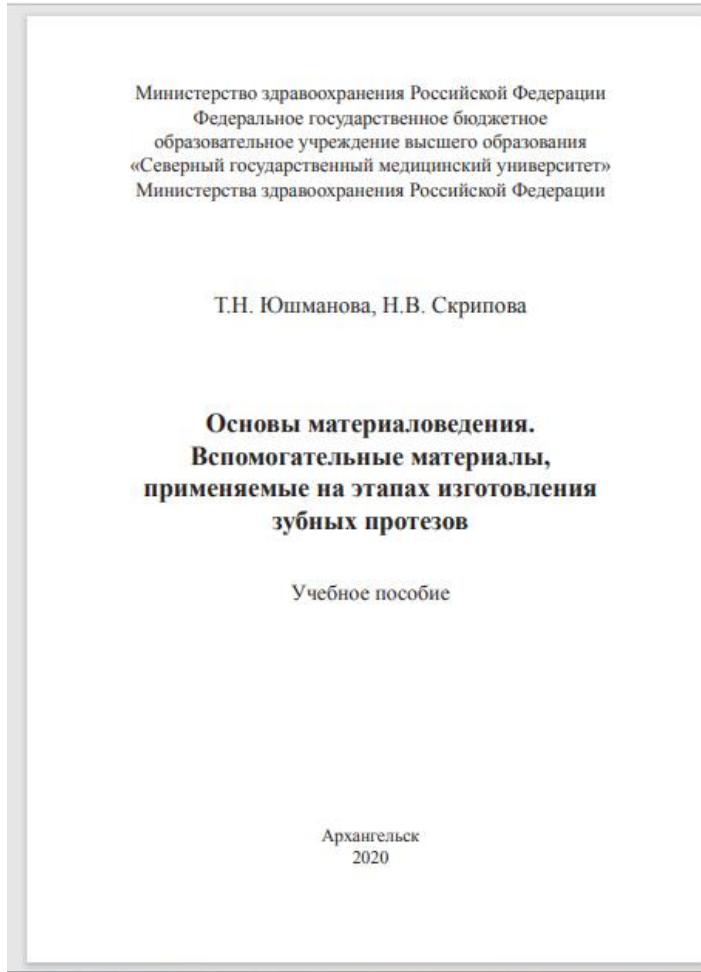 Министерство здравоохранения Российской Федерации
Федеральное государственное бюджетное
образовательное учреждение высшего образования
«Северный государственный медицинский университет»
Министерства здравоохранения Российской Федерации
Т.Н. Юшманова, Н.В. Скрипова
Основы материаловедения.
Вспомогательные материалы,
применяемые на этапах изготовления
зубных протезов
Учебное пособие
Архангельск
2020